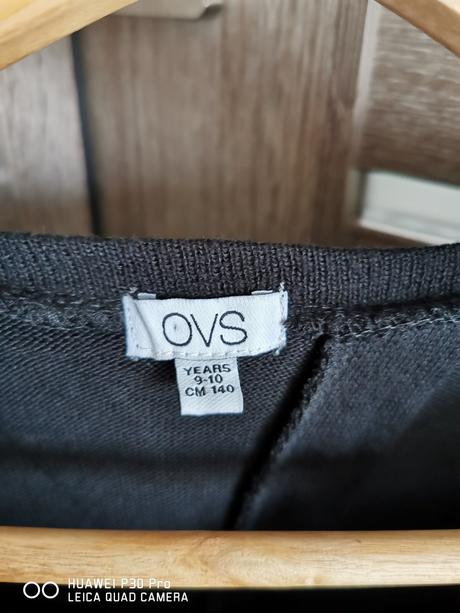 OVS
YEARS
9-10
CM 140
HUAWEI P30 Pro
LEICA QUAD CAMERA